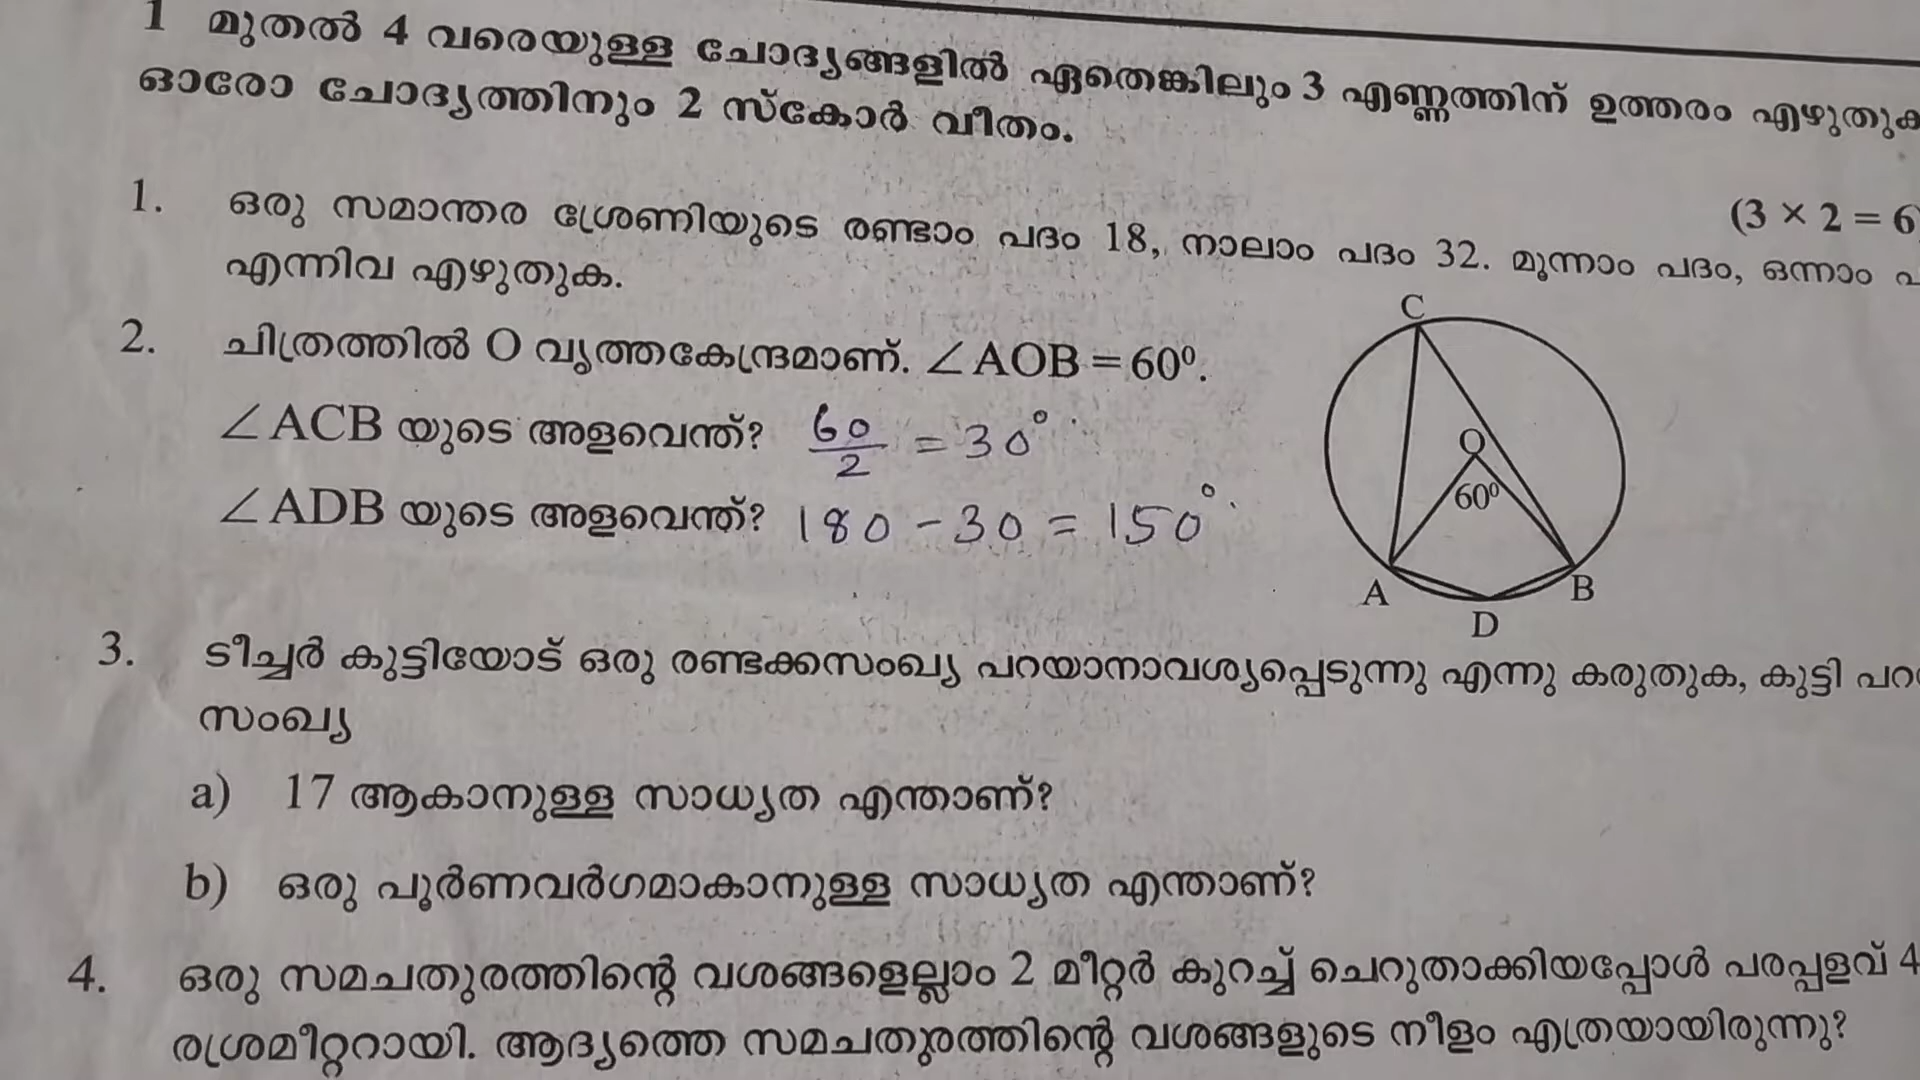 1 മുതൽ 4 വരെയുള്ള ചോദ്യങ്ങളിൽ ഏതെങ്കിലും 3 എണ്ണത്തിന് ഉത്തരം എഴുതുക
ഓരോ ചോദ്യത്തിനും 2 സ്കോർ വീതം.
(3 × 2 = 6)
1. ഒരു സമാന്തര ശ്രേണിയുടെ രണ്ടാം പദം 18, നാലാം പദം 32. മൂന്നാം പദം, ഒന്നാം
എന്നിവ എഴുതുക.
2. ചിത്രത്തിൽ O വൃത്തകേന്ദ്രമാണ്. ∠AOB = 60⁰.
∠ACB യുടെ അളവെന്ത്? 60/2 = 30°
∠ADB യുടെ അളവെന്ത്? 180 - 30 = 150°
C
O
60⁰
A
B
D
3. ടീച്ചർ കുട്ടിയോട് ഒരു രണ്ടക്കസംഖ്യ പറയാനാവശ്യപ്പെടുന്നു എന്നു കരുതുക, കുട്ടി
സംഖ്യ
a) 17 ആകാനുള്ള സാധ്യത എന്താണ്?
b) ഒരു പൂർണവർഗമാകാനുള്ള സാധ്യത എന്താണ്?
4. ഒരു സമചതുരത്തിന്റെ വശങ്ങളെല്ലാം 2 മീറ്റർ കുറച്ച് ചെറുതാക്കിയപ്പോൾ പരപ്പളവ് 4
രശ്രമീറ്ററായി. ആദ്യത്തെ സമചതുരത്തിന്റെ വശങ്ങളുടെ നീളം എത്രയായിരുന്നു?